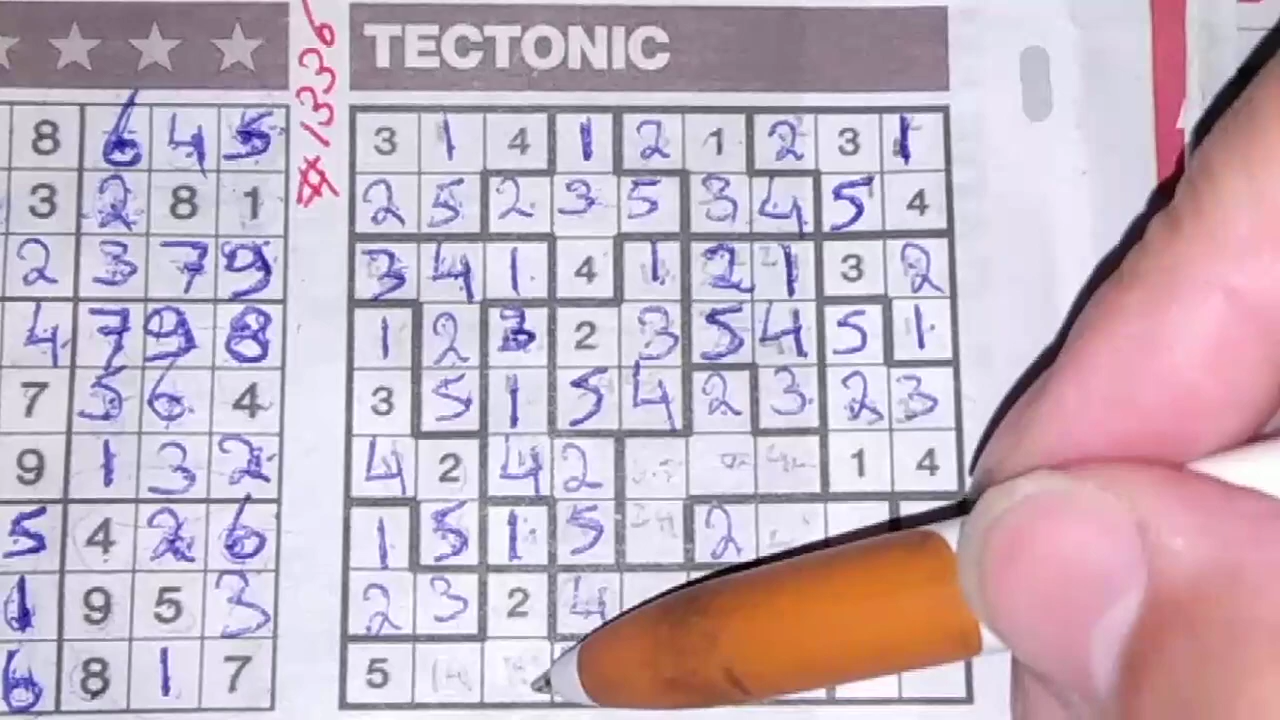 TECTONIC
#1336
8 6 4 5 3 1 4 1 2 1 2 3 1
3 2 8 1 2 5 2 3 5 3 4 5 4
2 3 7 9 3 4 1 4 1 2 1 3 2
4 7 9 8 1 2 3 2 3 5 4 5 1
7 5 6 4 3 5 1 5 4 2 3 2 3
9 1 3 2 4 2 4 2 1 4
5 4 2 6 1 5 1 5 2
1 9 5 3 2 3 2 4
6 8 1 7 5